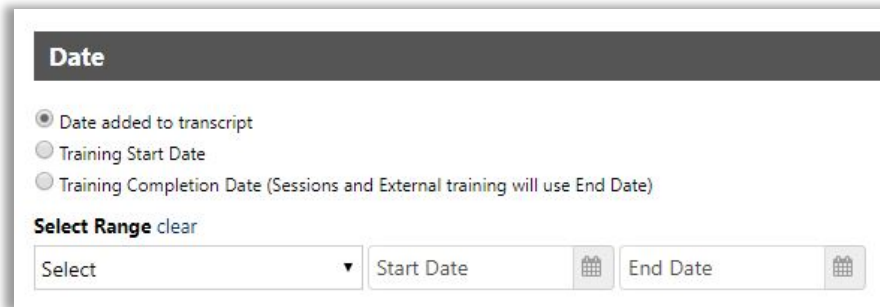 Date
Date added to transcript
Training Start Date
Training Completion Date (Sessions and External training will use End Date)
Select Range clear
Select Start Date End Date